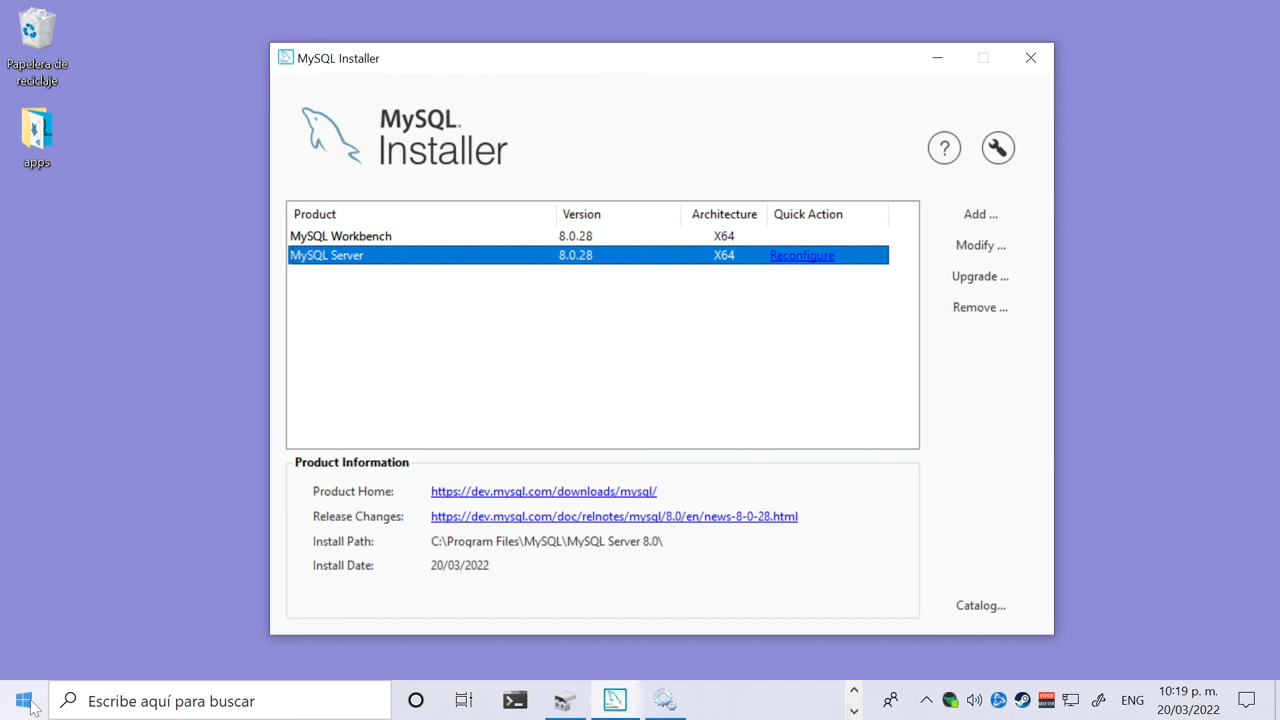 Papelera de
reciclaje
apps
MySQL Installer
MySQL.
Installer
?
Product Version Architecture Quick Action
MySQL Workbench 8.0.28 X64
MySQL Server 8.0.28 X64 Reconfigure
Add ...
Modify ...
Upgrade ...
Remove ...
Product Information
Product Home: https://dev.mysql.com/downloads/mysql/
Release Changes: https://dev.mysql.com/doc/relnotes/mysql/8.0/en/news-8-0-28.html
Install Path: C:\Program Files\MySQL\MySQL Server 8.0\
Install Date: 20/03/2022
Catalog...
Escribe aquí para buscar
ENG
10:19 p. m.
20/03/2022